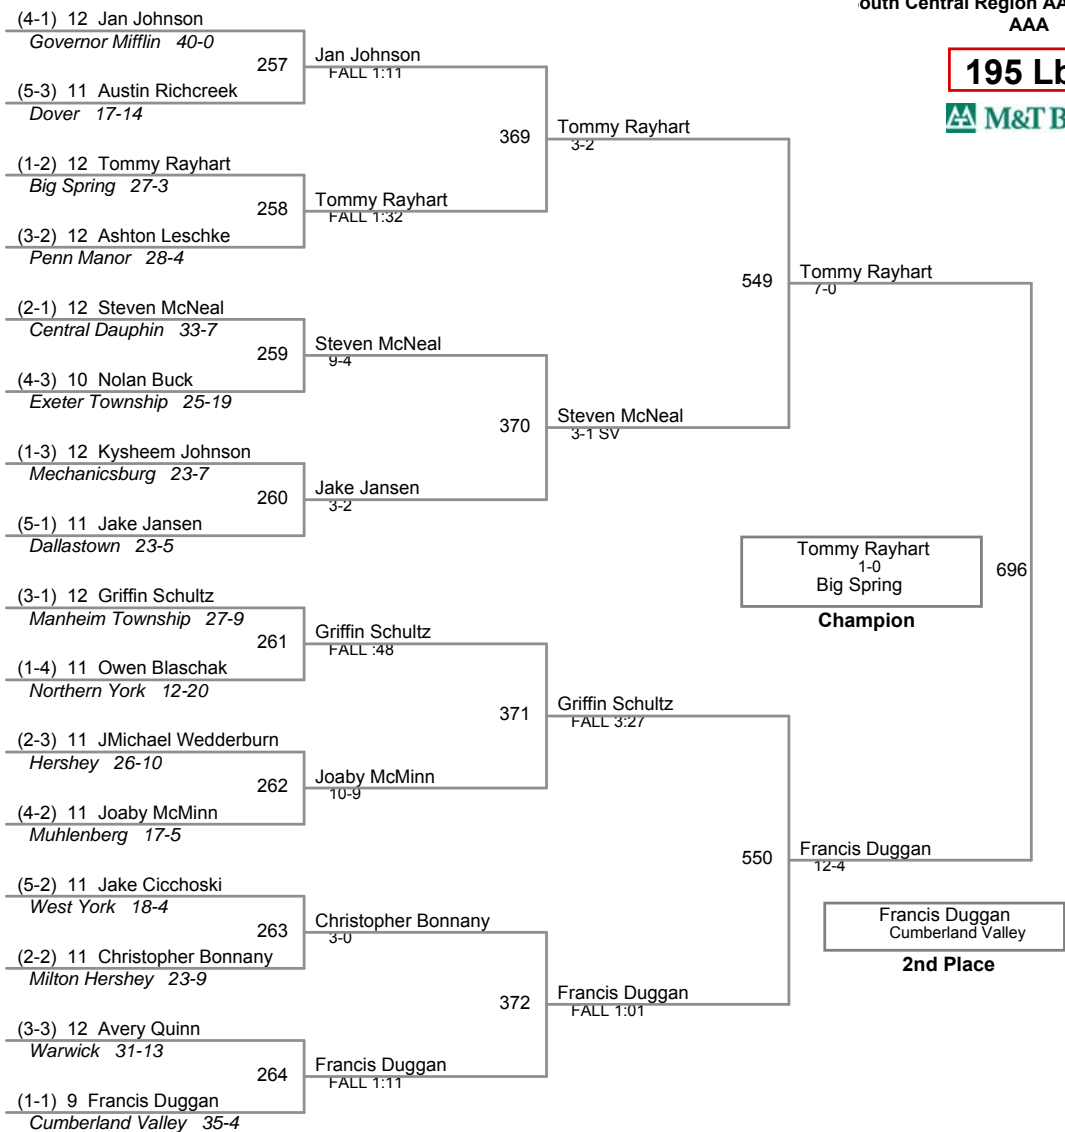 South Central Region
AAA
195
M&T
(4-1) 12 Jan Johnson
Governor Mifflin 40-0
257
Jan Johnson
FALL 1:11
(5-3) 11 Austin Richcreek
Dover 17-14
369
Tommy Rayhart
3-2
(1-2) 12 Tommy Rayhart
Big Spring 27-3
258
Tommy Rayhart
FALL 1:32
(3-2) 12 Ashton Leschke
Penn Manor 28-4
549
Tommy Rayhart
7-0
(2-1) 12 Steven McNeal
Central Dauphin 33-7
259
Steven McNeal
9-4
(4-3) 10 Nolan Buck
Exeter Township 25-19
370
Steven McNeal
3-1 SV
(1-3) 12 Kysheem Johnson
Mechanicsburg 23-7
260
Jake Jansen
3-2
(5-1) 11 Jake Jansen
Dallastown 23-5
Tommy Rayhart
1-0
Big Spring
696
Champion
(3-1) 12 Griffin Schultz
Manheim Township 27-9
261
Griffin Schultz
FALL :48
(1-4) 11 Owen Blaschak
Northern York 12-20
371
Griffin Schultz
FALL 3:27
(2-3) 11 JMichael Wedderburn
Hershey 26-10
262
Joaby McMinn
10-9
(4-2) 11 Joaby McMinn
Muhlenberg 17-5
550
Francis Duggan
12-4
(5-2) 11 Jake Cicchoski
West York 18-4
263
Christopher Bonnany
3-0
(2-2) 11 Christopher Bonnany
Milton Hershey 23-9
Francis Duggan
Cumberland Valley
2nd Place
372
Francis Duggan
FALL 1:01
(3-3) 12 Avery Quinn
Warwick 31-13
264
Francis Duggan
FALL 1:11
(1-1) 9 Francis Duggan
Cumberland Valley 35-4